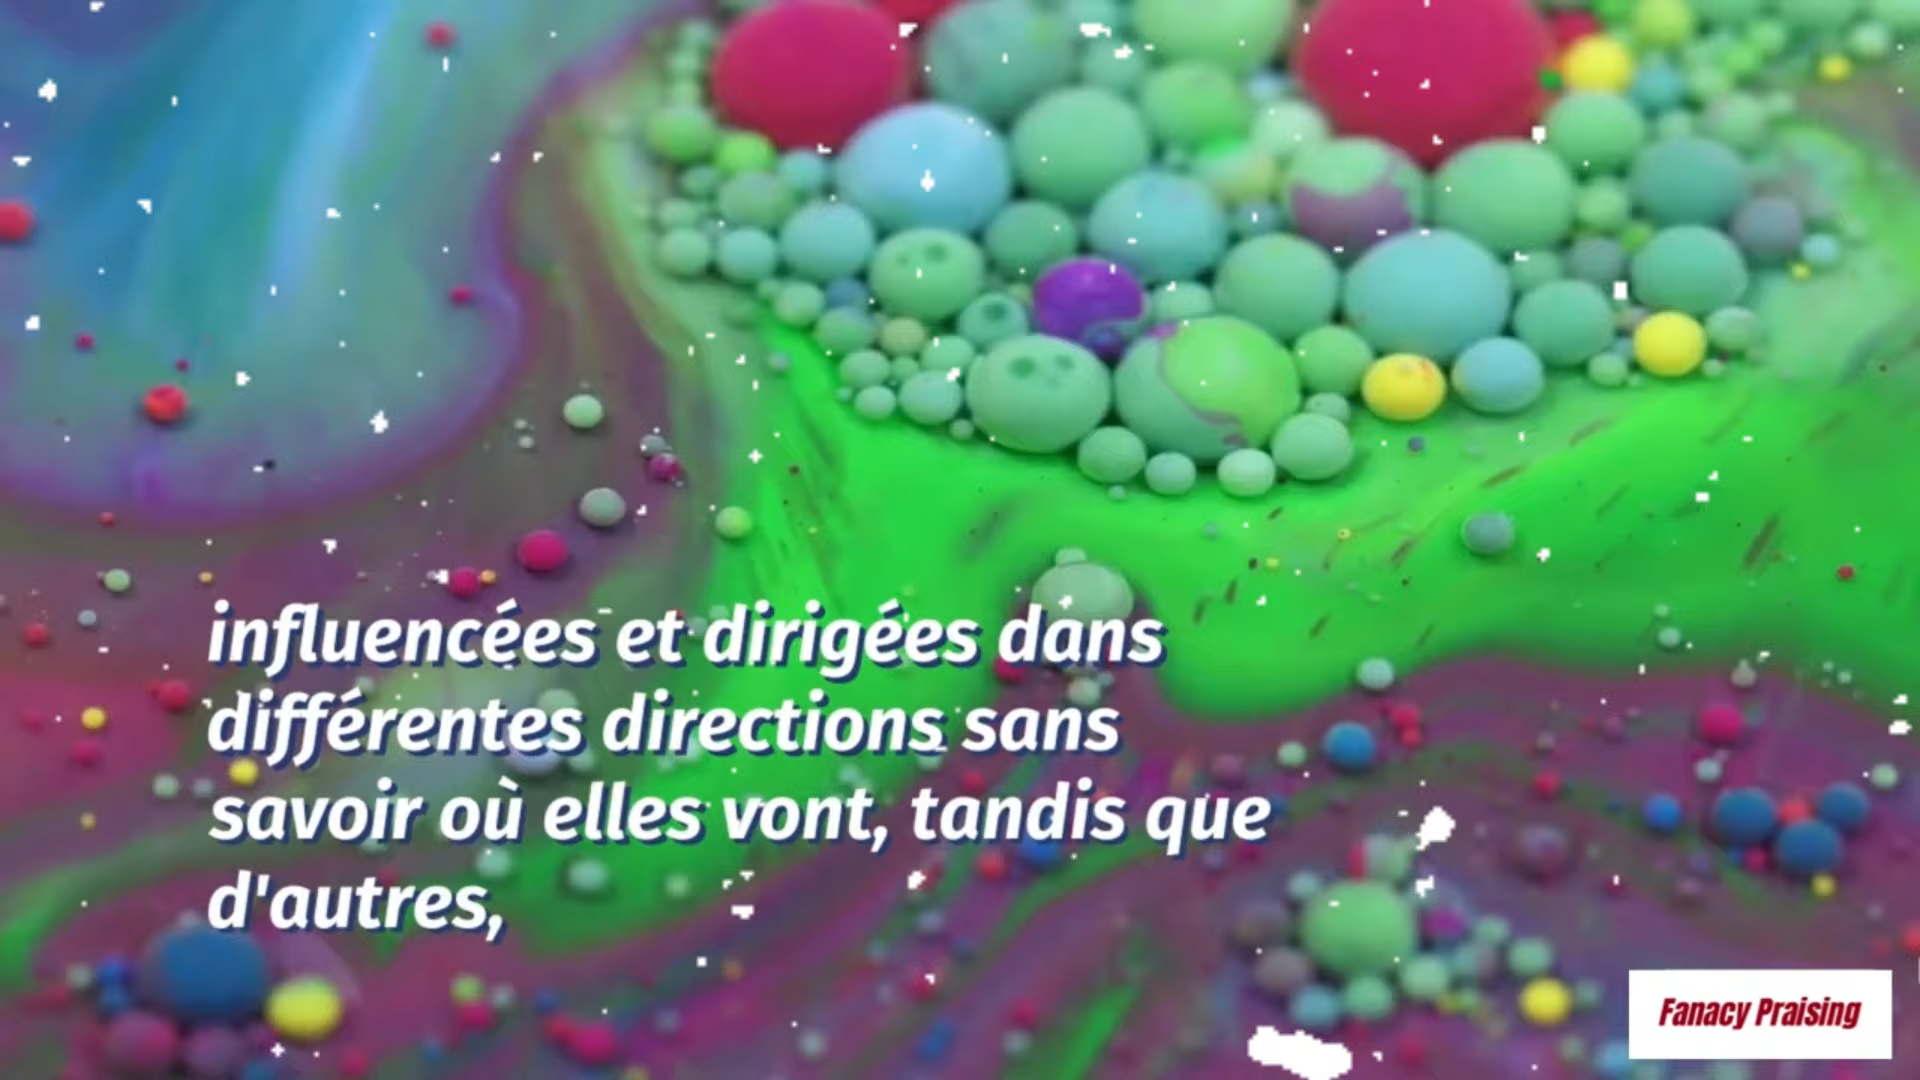 influencées et dirigées dans
différentes directions sans
savoir où elles vont, tandis que
d'autres,
Fanacy Praising